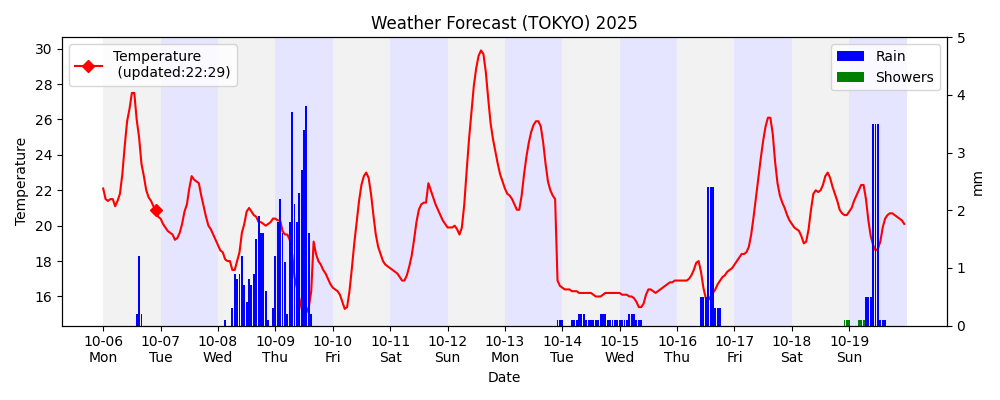 Weather Forecast (TOKYO) 2025
Temperature
(updated:22:29)
Rain
Showers
30
28
26
24
22
20
18
16
Temperature
5
4
3
2
1
0
mm
10-06 10-07 10-08 10-09 10-10 10-11 10-12 10-13 10-14 10-15 10-16 10-17 10-18 10-19
Mon Tue Wed Thu Fri Sat Sun Mon Tue Wed Thu Fri Sat Sun
Date